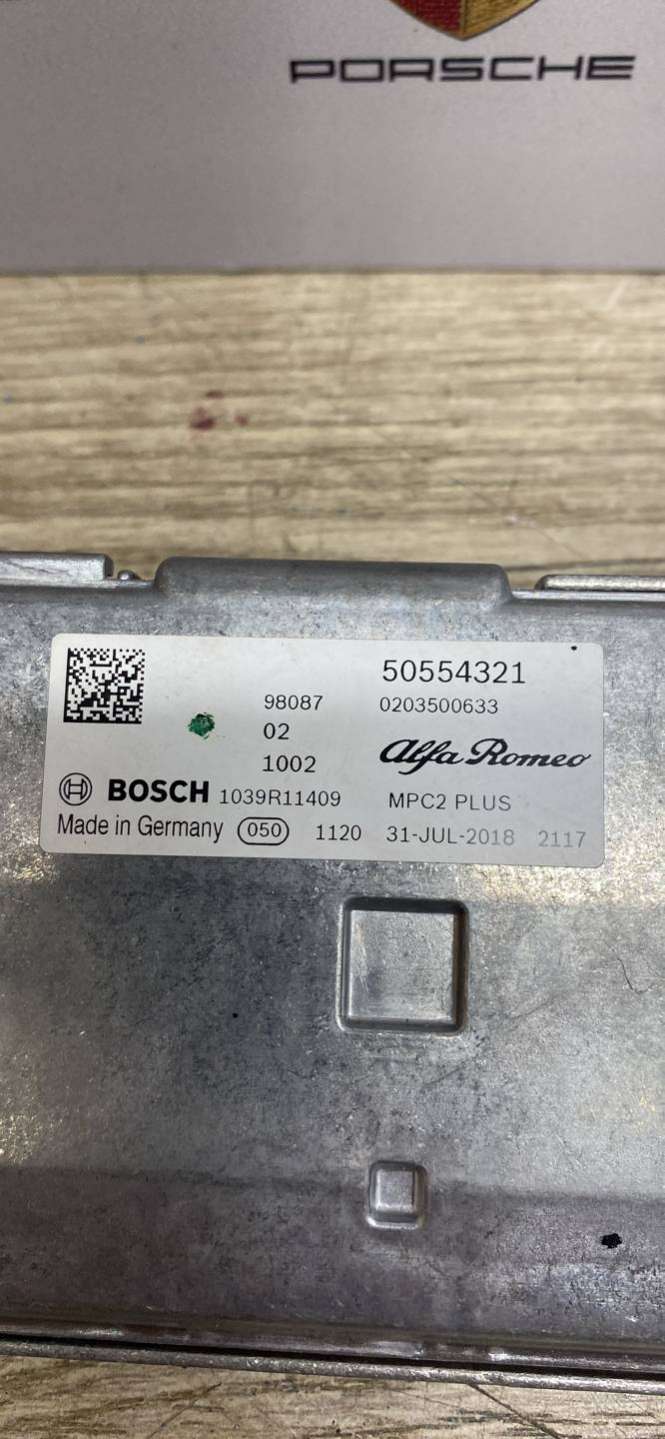 PORSCHE
50554321
98087 0203500633
02
1002 Alfa Romeo
BOSCH 1039R11409 MPC2 PLUS
Made in Germany 050 1120 31-JUL-2018 2117